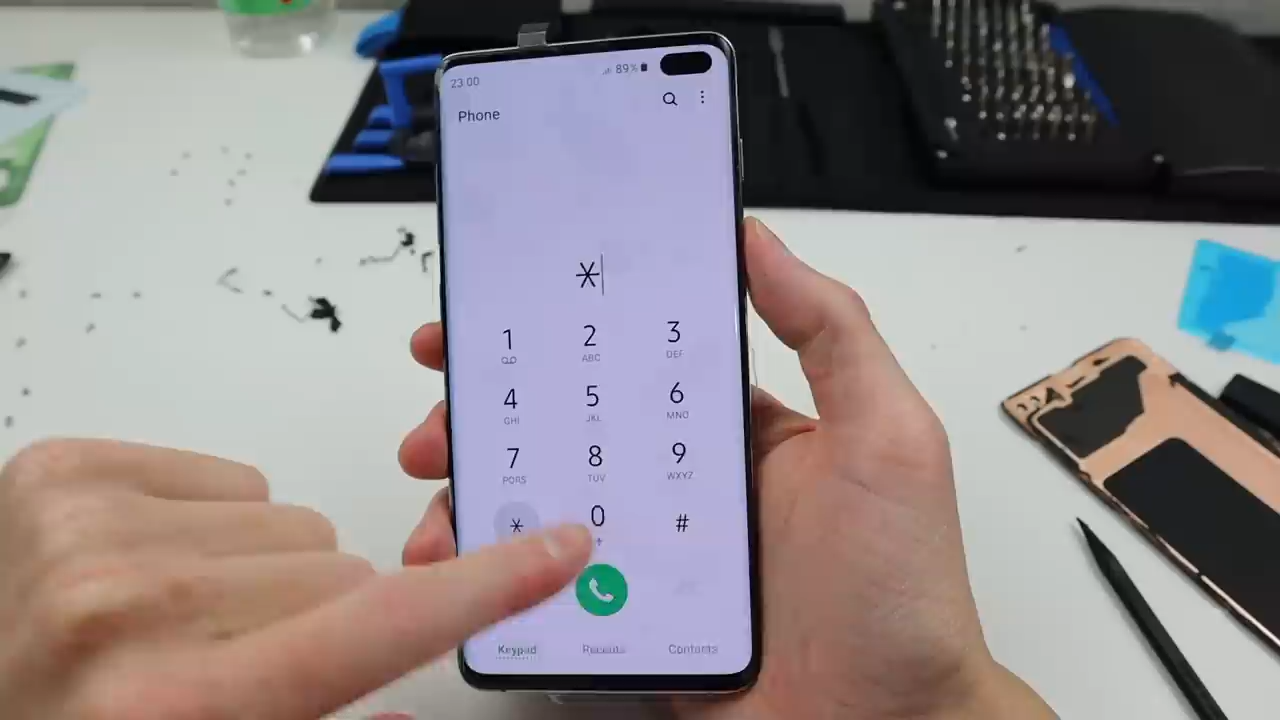 23:00
89%
Phone
*
1
2
ABC
3
DEF
4
GHI
5
JKL
6
MNO
7
PQRS
8
TUV
9
WXYZ
*
0
+
#
Keypad
Recents
Contacts